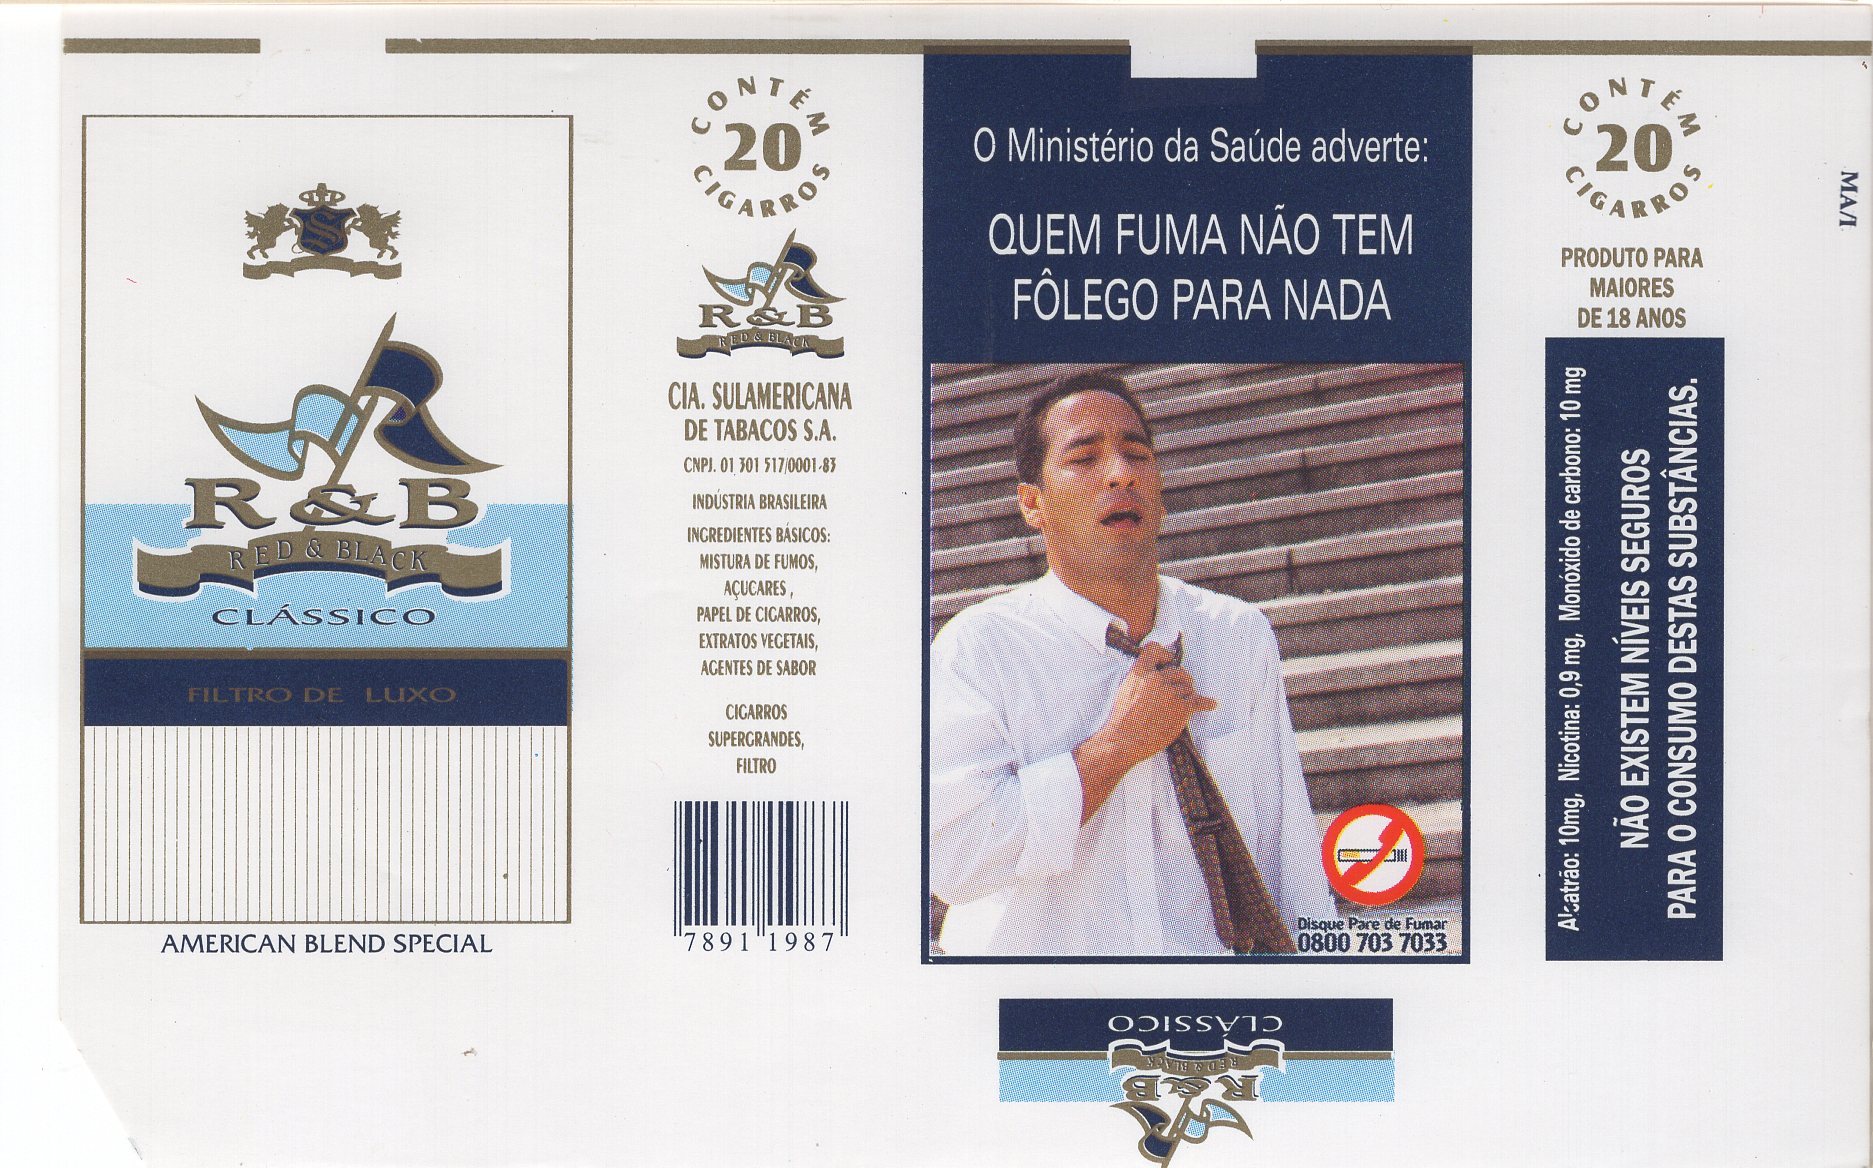 S
R & B
RED & BLACK
CLÁSSICO
FILTRO DE LUXO
AMERICAN BLEND SPECIAL
CONTÉM
20
CIGARROS
R & B
RED & BLACK
CIA. SULAMERICANA
DE TABACOS S.A.
CNPJ. 01 301 517/0001-83
INDÚSTRIA BRASILEIRA
INGREDIENTES BÁSICOS:
MISTURA DE FUMOS,
AÇUCARES ,
PAPEL DE CIGARROS,
EXTRATOS VEGETAIS,
AGENTES DE SABOR
CIGARROS
SUPERGRANDES,
FILTRO
7891 1987
O Ministério da Saúde adverte:
QUEM FUMA NÃO TEM
FÔLEGO PARA NADA
Disque Pare de Fumar
0800 703 7033
CLÁSSICO
RED & BLACK
R & B
CONTÉM
20
CIGARROS
PRODUTO PARA
MAIORES
DE 18 ANOS
Alcatrão: 10mg, Nicotina: 0,9 mg, Monóxido de carbono: 10 mg
NÃO EXISTEM NÍVEIS SEGUROS
PARA O CONSUMO DESTAS SUBSTÂNCIAS.
MA/I